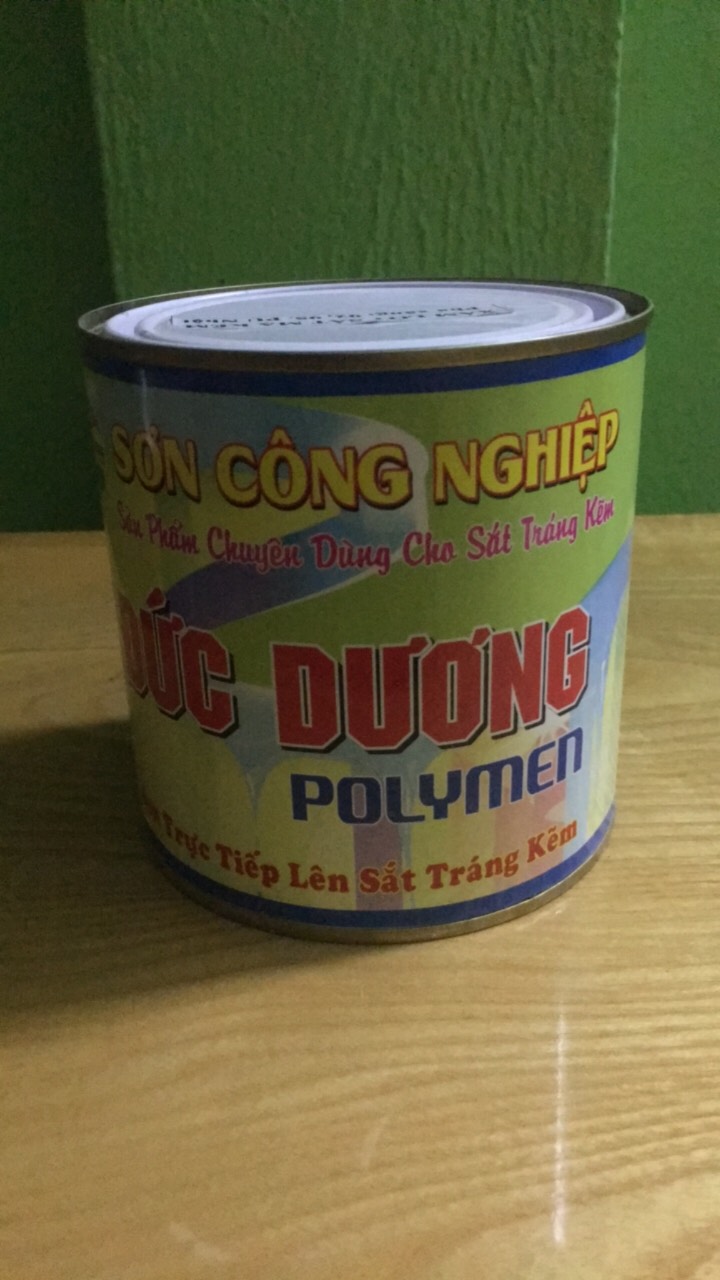 SƠN CÔNG NGHIỆP
Sản Phẩm Chuyên Dùng Cho Sắt Tráng Kẽm
ĐỨC DƯƠNG
POLYMEN
Trực Tiếp Lên Sắt Tráng Kẽm